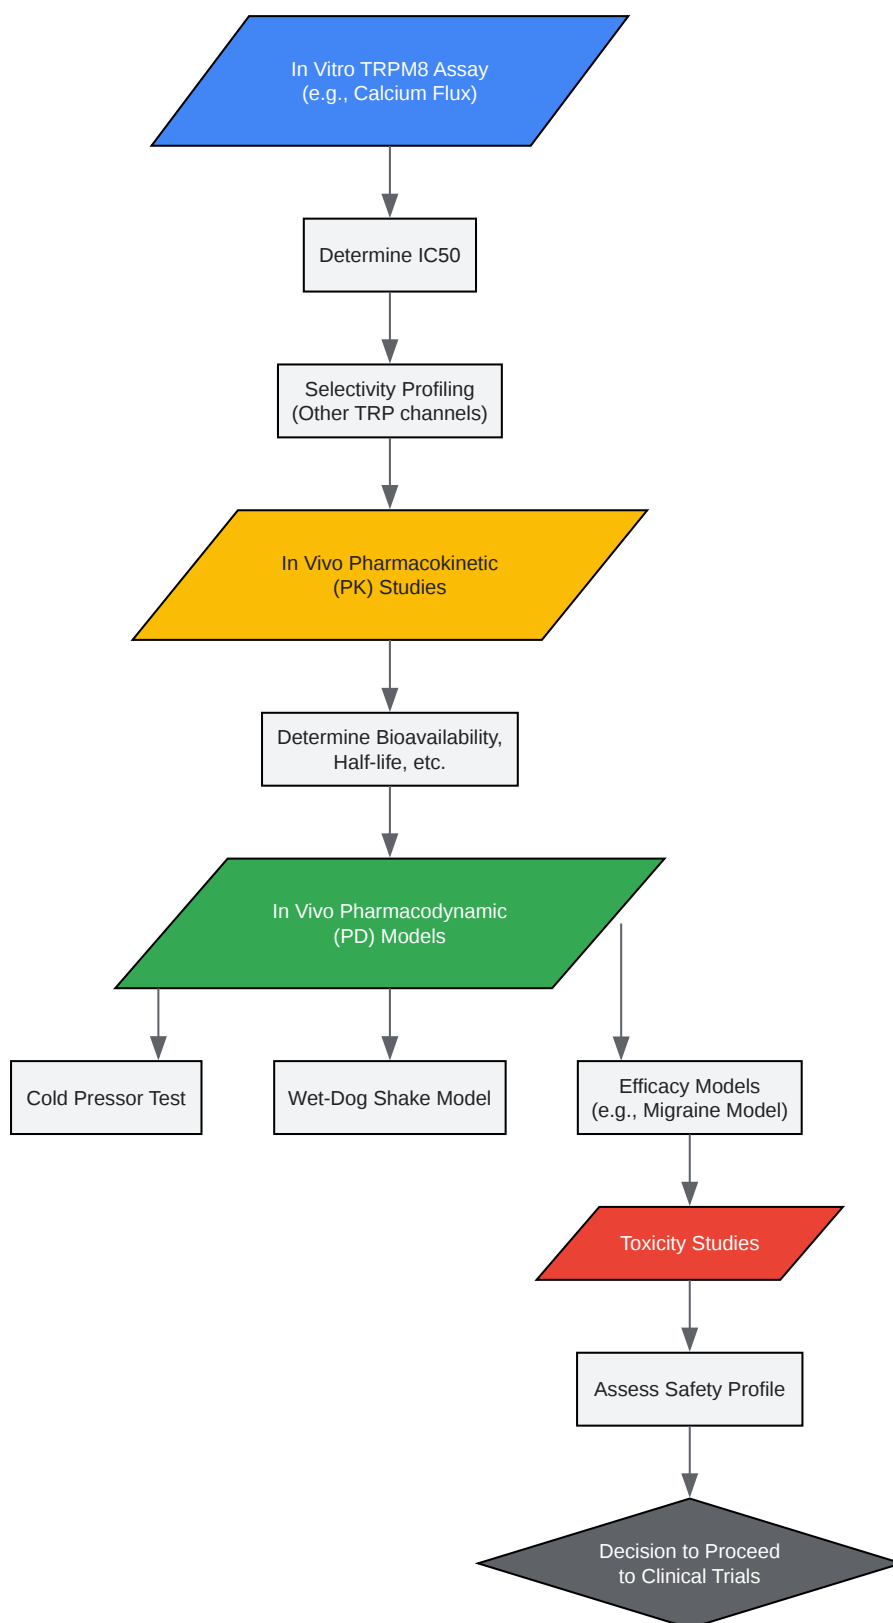 In Vitro TRPM8 Assay
(e.g., Calcium Flux)
Determine IC50
Selectivity Profiling
(Other TRP channels)
In Vivo Pharmacokinetic
(PK) Studies
Determine Bioavailability,
Half-life, etc.
In Vivo Pharmacodynamic
(PD) Models
Cold Pressor Test
Wet-Dog Shake Model
Efficacy Models
(e.g., Migraine Model)
Toxicity Studies
Assess Safety Profile
Decision to Proceed
to Clinical Trials